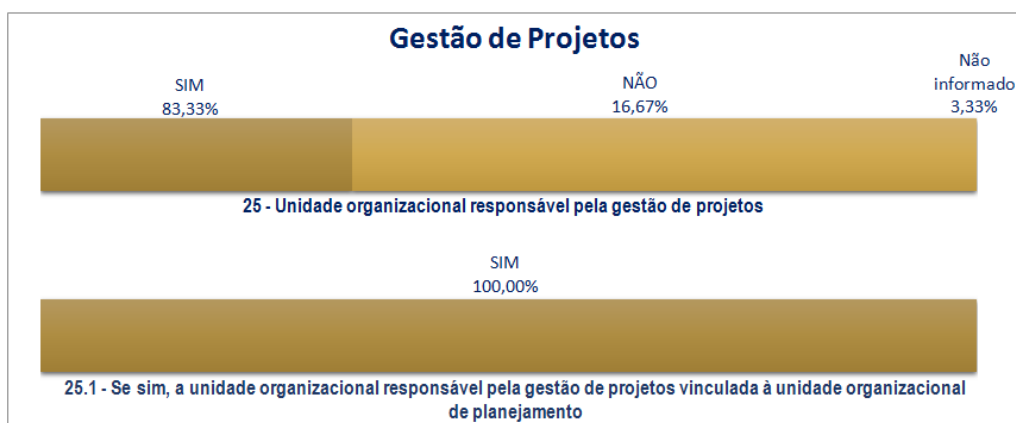 Gestão de Projetos
SIM
83,33%
NÃO
16,67%
Não
informado
3,33%
25 - Unidade organizacional responsável pela gestão de projetos
SIM
100,00%
25.1 - Se sim, a unidade organizacional responsável pela gestão de projetos vinculada à unidade organizacional
de planejamento